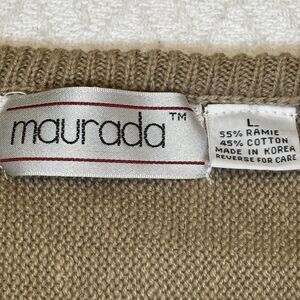 maurada™
L
55% RAMIE
45% COTTON
MADE IN KOREA
REVERSE FOR CARE